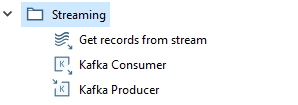 Streaming
Get records from stream
Kafka Consumer
Kafka Producer